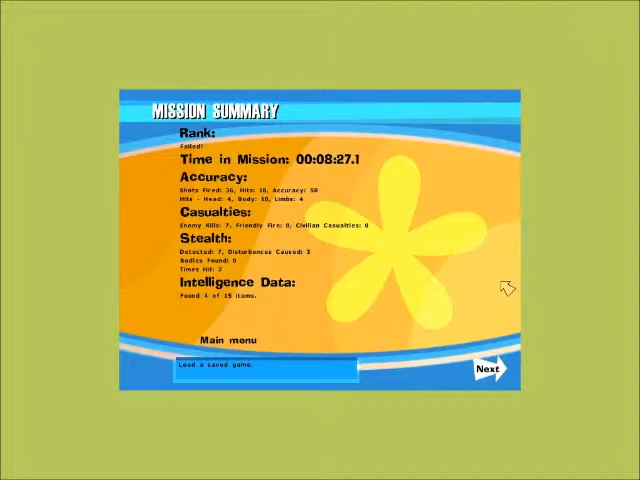 MISSION SUMMARY
Rank:
Failed!
Time in Mission: 00:08:27.1
Accuracy:
Shots Fired: 36, Hits: 18, Accuracy: 50
Hits - Head: 4, Body: 10, Limbs: 4
Casualties:
Enemy Kills: 7, Friendly Fire: 0, Civilian Casualties: 0
Stealth:
Detected: 7, Disturbances Caused: 3
Bodies Found: 0
Times Hit: 2
Intelligence Data:
Found 4 of 15 items.
Main menu
Load a saved game.
Next